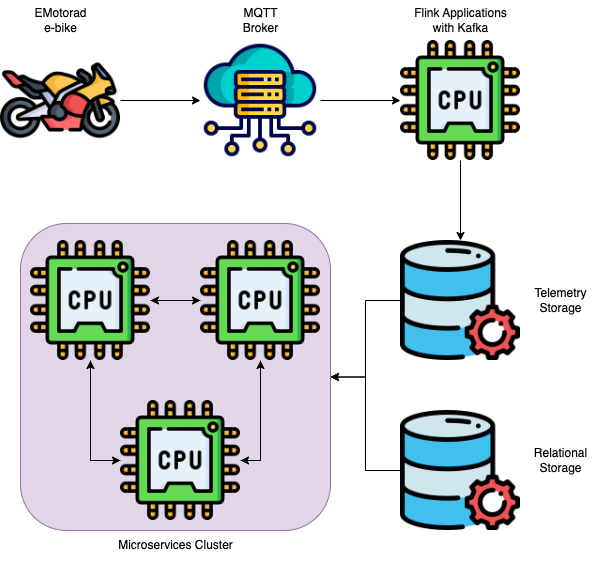 EMotorad
e-bike
MQTT
Broker
Flink Applications
with Kafka
CPU
CPU
CPU
CPU
Telemetry
Storage
Relational
Storage
Microservices Cluster